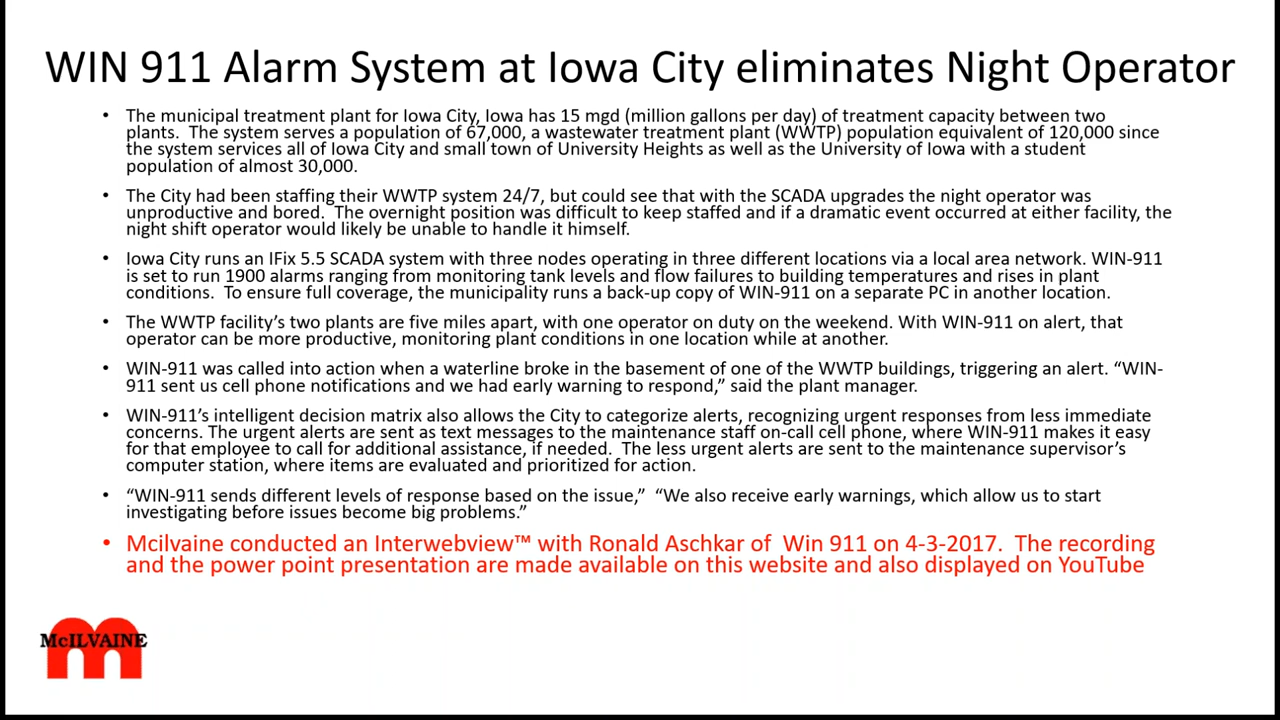 WIN 911 Alarm System at Iowa City eliminates Night Operator
• The municipal treatment plant for Iowa City, Iowa has 15 mgd (million gallons per day) of treatment capacity between two
plants.  The system serves a population of 67,000, a wastewater treatment plant (WWTP) population equivalent of 120,000 since
the system services all of Iowa City and small town of University Heights as well as the University of Iowa with a student
population of almost 30,000.
• The City had been staffing their WWTP system 24/7, but could see that with the SCADA upgrades the night operator was
unproductive and bored.  The overnight position was difficult to keep staffed and if a dramatic event occurred at either facility, the
night shift operator would likely be unable to handle it himself.
• Iowa City runs an IFix 5.5 SCADA system with three nodes operating in three different locations via a local area network. WIN-911
is set to run 1900 alarms ranging from monitoring tank levels and flow failures to building temperatures and rises in plant
conditions.  To ensure full coverage, the municipality runs a back-up copy of WIN-911 on a separate PC in another location.
• The WWTP facility’s two plants are five miles apart, with one operator on duty on the weekend. With WIN-911 on alert, that
operator can be more productive, monitoring plant conditions in one location while at another.
• WIN-911 was called into action when a waterline broke in the basement of one of the WWTP buildings, triggering an alert. “WIN-
911 sent us cell phone notifications and we had early warning to respond,” said the plant manager.
• WIN-911’s intelligent decision matrix also allows the City to categorize alerts, recognizing urgent responses from less immediate
concerns. The urgent alerts are sent as text messages to the maintenance staff on-call cell phone, where WIN-911 makes it easy
for that employee to call for additional assistance, if needed.  The less urgent alerts are sent to the maintenance supervisor’s
computer station, where items are evaluated and prioritized for action.
• “WIN-911 sends different levels of response based on the issue,”  “We also receive early warnings, which allow us to start
investigating before issues become big problems.”
• Mcilvaine conducted an Interwebview™ with Ronald Aschkar of  Win 911 on 4-3-2017.  The recording
and the power point presentation are made available on this website and also displayed on YouTube
McILVAINE